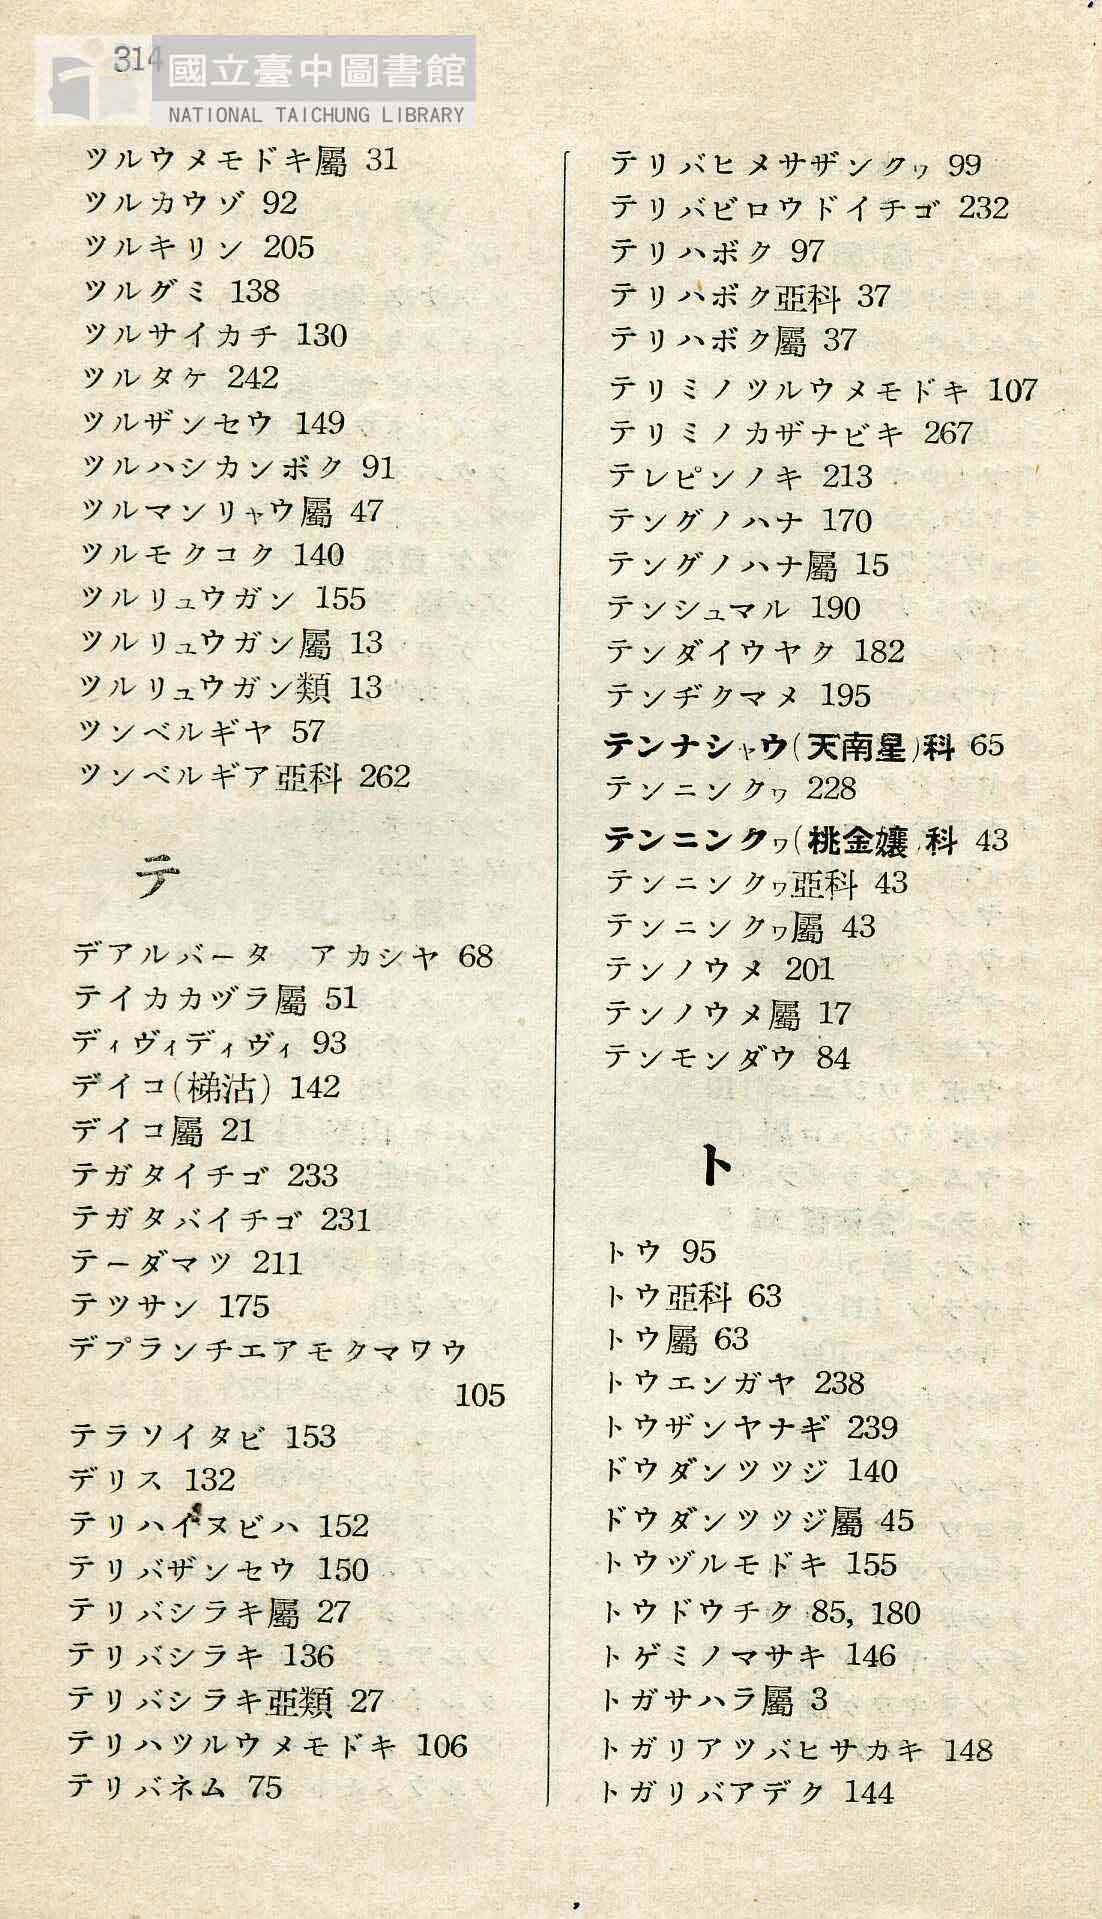 314
國立臺中圖書館
NATIONAL TAICHUNG LIBRARY
ツルウメモドキ屬 31
ツルカウゾ 92
ツルキリン 205
ツルグミ 138
ツルサイカチ 130
ツルタケ 242
ツルザンセウ 149
ツルハシカンボク 91
ツルマンリャウ屬 47
ツルモクコク 140
ツルリュウガン 155
ツルリュウガン屬 13
ツルリュウガン類 13
ツンベルギヤ 57
ツンベルギア亞科 262
テ
デアルバータ　アカシヤ 68
テイカカヅラ屬 51
ディヴィディヴィ 93
デイコ(梯沽) 142
デイコ屬 21
テガタイチゴ 233
テガタバイチゴ 231
テーダマツ 211
テツサン 175
デプランチエアモクマワウ
105
テラソイタビ 153
デリス 132
テリハイヌビハ 152
テリバザンセウ 150
テリバシラキ屬 27
テリバシラキ 136
テリバシラキ亞類 27
テリハツルウメモドキ 106
テリバネム 75
テリバヒメサザンクヮ 99
テリバビロウドイチゴ 232
テリハボク 97
テリハボク亞科 37
テリハボク屬 37
テリミノツルウメモドキ 107
テリミノカザナビキ 267
テレピンノキ 213
テングノハナ 170
テングノハナ屬 15
テンシュマル 190
テンダイウヤク 182
テンヂクマメ 195
テンナシャウ(天南星)科 65
テンニンクヮ 228
テンニンクヮ(桃金孃)科 43
テンニンクヮ亞科 43
テンニンクヮ屬 43
テンノウメ 201
テンノウメ屬 17
テンモンダウ 84
ト
トウ 95
トウ亞科 63
トウ屬 63
トウエンガヤ 238
トウザンヤナギ 239
ドウダンツツジ 140
ドウダンツツジ屬 45
トウヅルモドキ 155
トウドウチク 85, 180
トゲミノマサキ 146
トガサハラ屬 3
トガリアツバヒサカキ 148
トガリバアデク 144